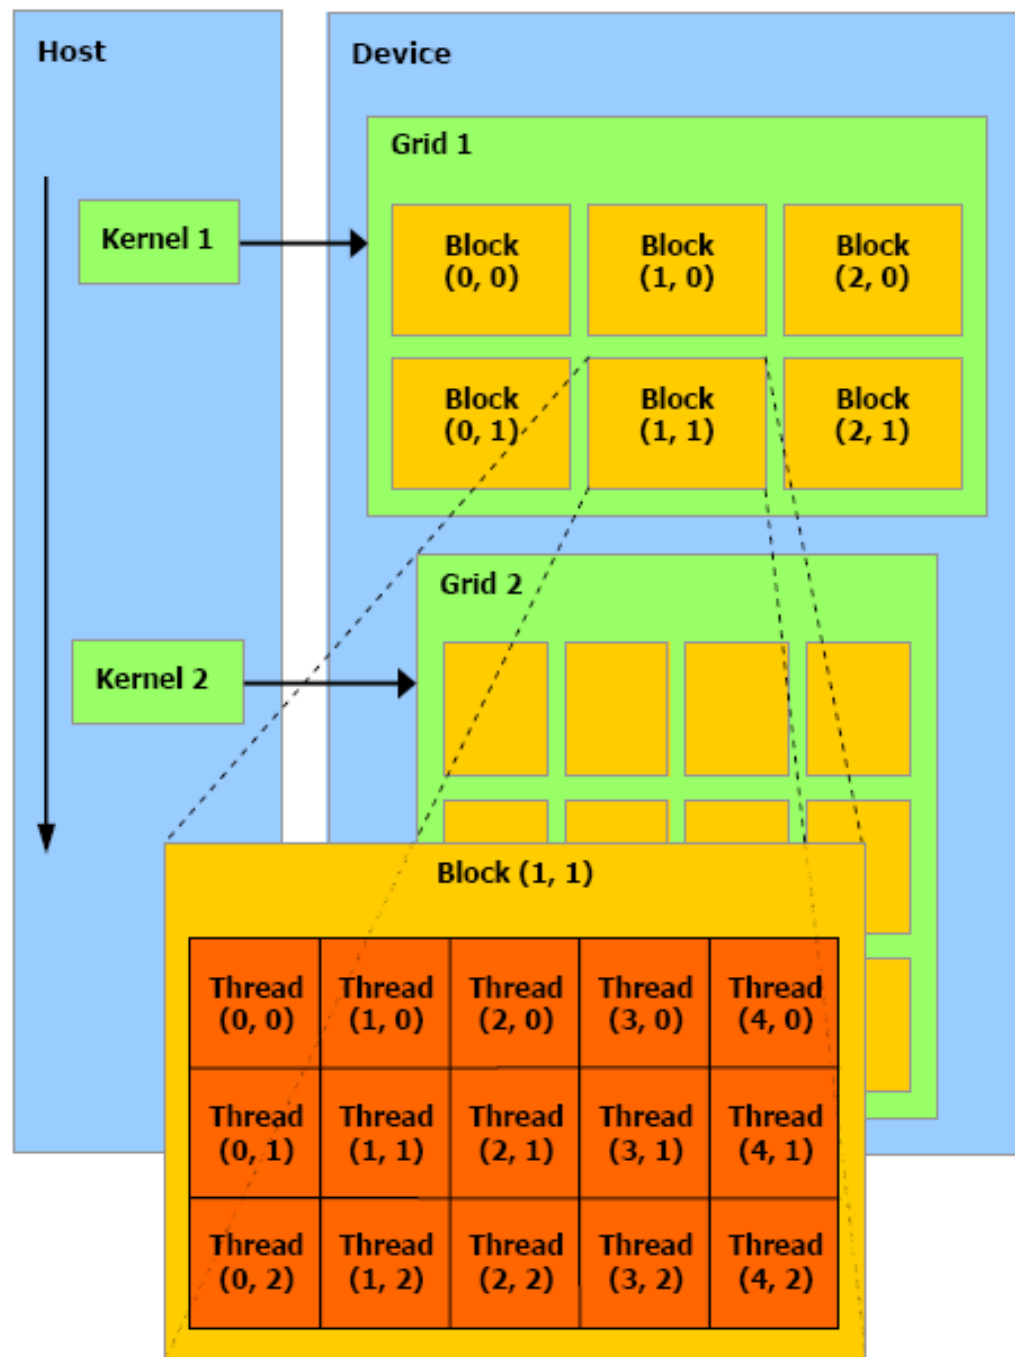 Host
Device
Grid 1
Kernel 1
Block
(0, 0)
Block
(1, 0)
Block
(2, 0)
Block
(0, 1)
Block
(1, 1)
Block
(2, 1)
Grid 2
Kernel 2
Block (1, 1)
Thread
(0, 0)
Thread
(1, 0)
Thread
(2, 0)
Thread
(3, 0)
Thread
(4, 0)
Thread
(0, 1)
Thread
(1, 1)
Thread
(2, 1)
Thread
(3, 1)
Thread
(4, 1)
Thread
(0, 2)
Thread
(1, 2)
Thread
(2, 2)
Thread
(3, 2)
Thread
(4, 2)